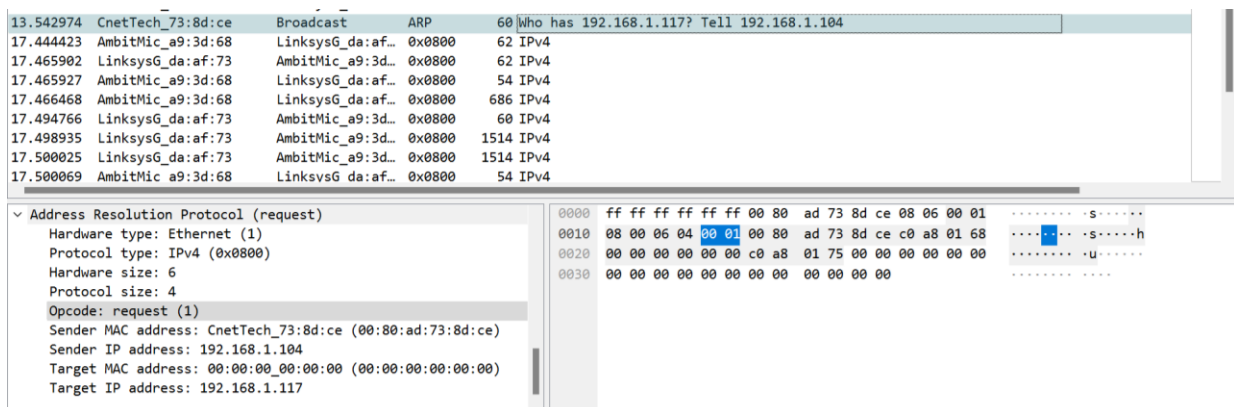 13.542974 CnetTech_73:8d:ce Broadcast ARP 60 Who has 192.168.1.117? Tell 192.168.1.104
17.444423 AmbitMic_a9:3d:68 LinksysG_da:af… 0x0800 62 IPv4
17.465902 LinksysG_da:af:73 AmbitMic_a9:3d… 0x0800 62 IPv4
17.465927 AmbitMic_a9:3d:68 LinksysG_da:af… 0x0800 54 IPv4
17.466468 AmbitMic_a9:3d:68 LinksysG_da:af… 0x0800 686 IPv4
17.494766 LinksysG_da:af:73 AmbitMic_a9:3d… 0x0800 60 IPv4
17.498935 LinksysG_da:af:73 AmbitMic_a9:3d… 0x0800 1514 IPv4
17.500025 LinksysG_da:af:73 AmbitMic_a9:3d… 0x0800 1514 IPv4
17.500069 AmbitMic a9:3d:68 LinksysG da:af… 0x0800 54 IPv4
Address Resolution Protocol (request)
Hardware type: Ethernet (1)
Protocol type: IPv4 (0x0800)
Hardware size: 6
Protocol size: 4
Opcode: request (1)
Sender MAC address: CnetTech_73:8d:ce (00:80:ad:73:8d:ce)
Sender IP address: 192.168.1.104
Target MAC address: 00:00:00_00:00:00 (00:00:00:00:00:00)
Target IP address: 192.168.1.117
0000 ff ff ff ff ff ff 00 80 ad 73 8d ce 08 06 00 01 ········ ·s······
0010 08 00 06 04 00 01 00 80 ad 73 8d ce c0 a8 01 68 ········ ·s·····h
0020 00 00 00 00 00 00 c0 a8 01 75 00 00 00 00 00 00 ········ ·u······
0030 00 00 00 00 00 00 00 00 00 00 00 00 ········ ····